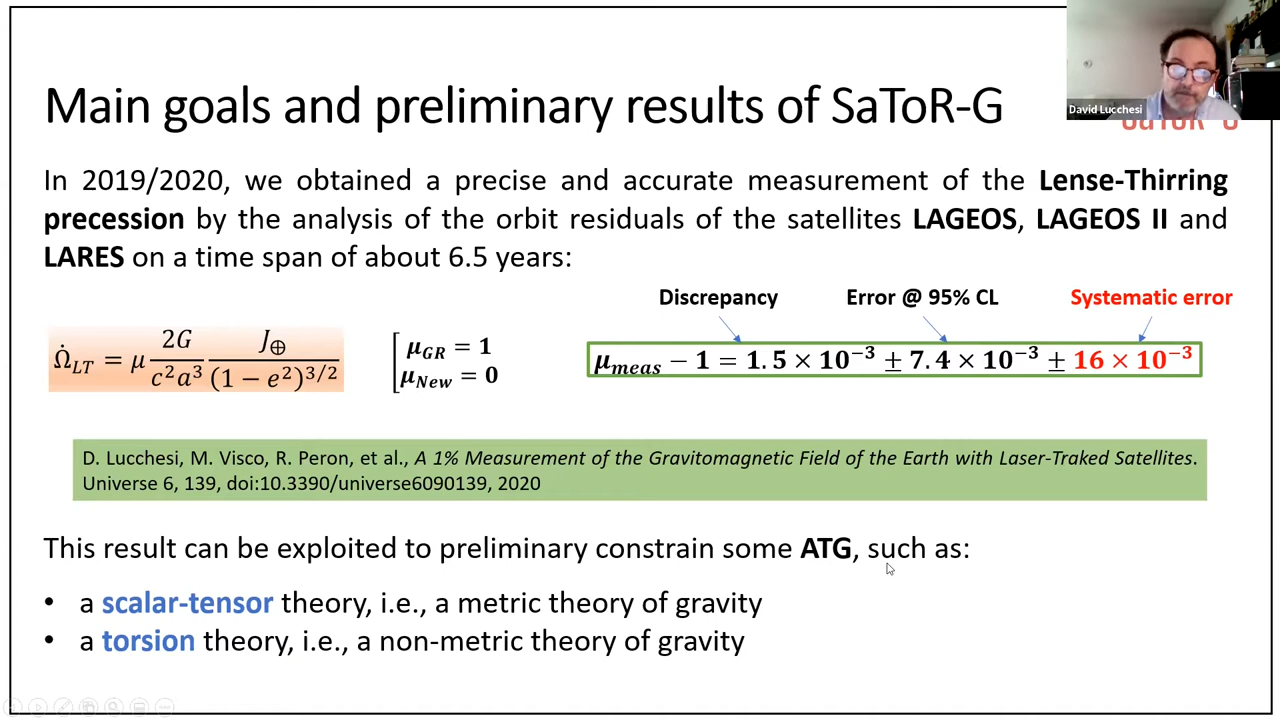 David Lucchesi
Main goals and preliminary results of SaToR-G
In 2019/2020, we obtained a precise and accurate measurement of the Lense-Thirring
precession by the analysis of the orbit residuals of the satellites LAGEOS, LAGEOS II and
LARES on a time span of about 6.5 years:
Discrepancy Error @ 95% CL Systematic error
Ω̇_LT = μ 2G/(c²a³) J_⊕/((1 − e²)^{3/2})
μ_GR = 1
μ_New = 0
μ_meas − 1 = 1.5 × 10⁻³ ± 7.4 × 10⁻³ ± 16 × 10⁻³
D. Lucchesi, M. Visco, R. Peron, et al., A 1% Measurement of the Gravitomagnetic Field of the Earth with Laser-Traked Satellites.
Universe 6, 139, doi:10.3390/universe6090139, 2020
This result can be exploited to preliminary constrain some ATG, such as:
• a scalar-tensor theory, i.e., a metric theory of gravity
• a torsion theory, i.e., a non-metric theory of gravity